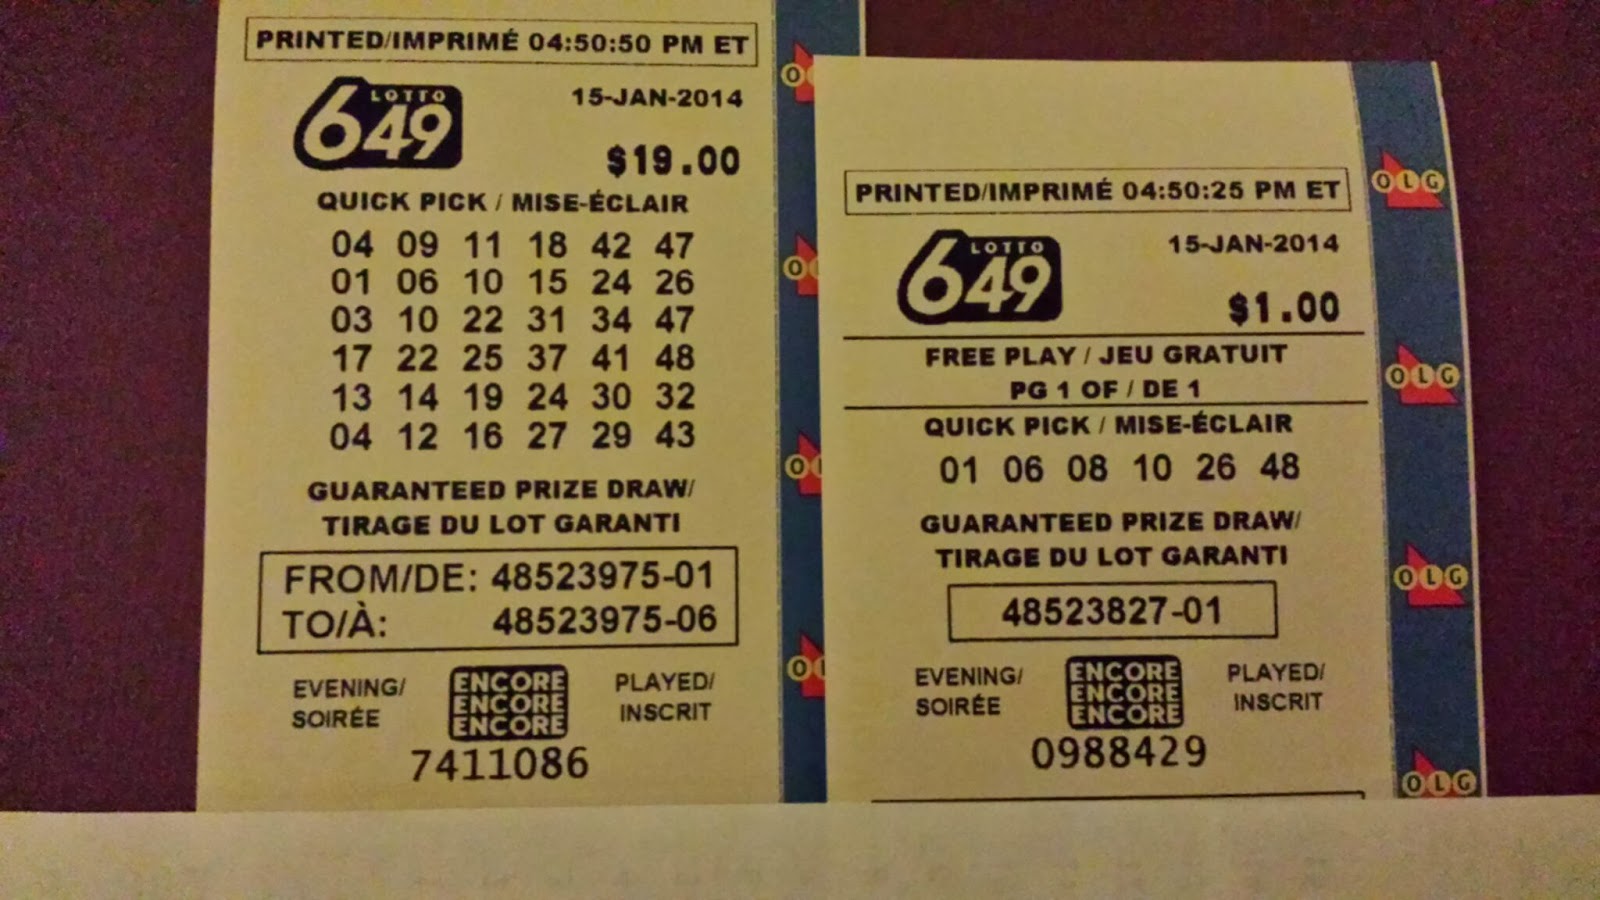 PRINTED/IMPRIMÉ 04:50:50 PM ET
LOTTO
649
15-JAN-2014
$19.00
QUICK PICK / MISE-ÉCLAIR
04 09 11 18 42 47
01 06 10 15 24 26
03 10 22 31 34 47
17 22 25 37 41 48
13 14 19 24 30 32
04 12 16 27 29 43
GUARANTEED PRIZE DRAW/
TIRAGE DU LOT GARANTI
FROM/DE: 48523975-01
TO/À: 48523975-06
EVENING/
SOIRÉE
ENCORE
ENCORE
ENCORE
PLAYED/
INSCRIT
7411086
PRINTED/IMPRIMÉ 04:50:25 PM ET
LOTTO
649
15-JAN-2014
$1.00
FREE PLAY / JEU GRATUIT
PG 1 OF / DE 1
QUICK PICK / MISE-ÉCLAIR
01 06 08 10 26 48
GUARANTEED PRIZE DRAW/
TIRAGE DU LOT GARANTI
48523827-01
EVENING/
SOIRÉE
ENCORE
ENCORE
ENCORE
PLAYED/
INSCRIT
0988429
OLG
OLG
OLG
OLG